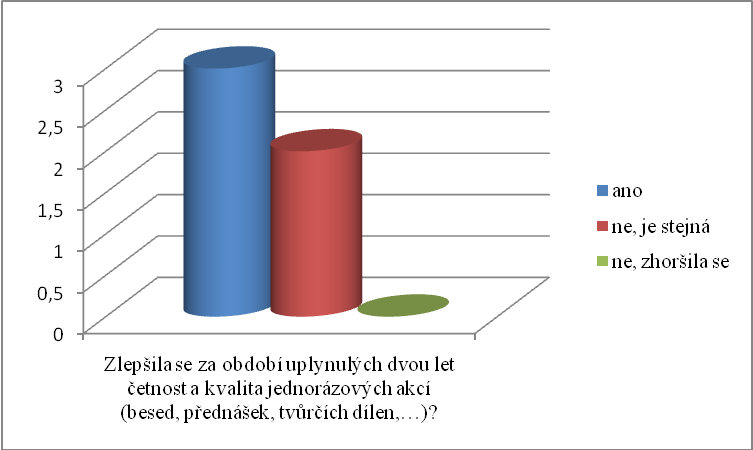 3
2,5
2
1,5
1
0,5
0
ano
ne, je stejná
ne, zhoršila se
Zlepšila se za období uplynulých dvou let
četnost a kvalita jednorázových akcí
(besed, přednášek, tvůrčích dílen,…)?